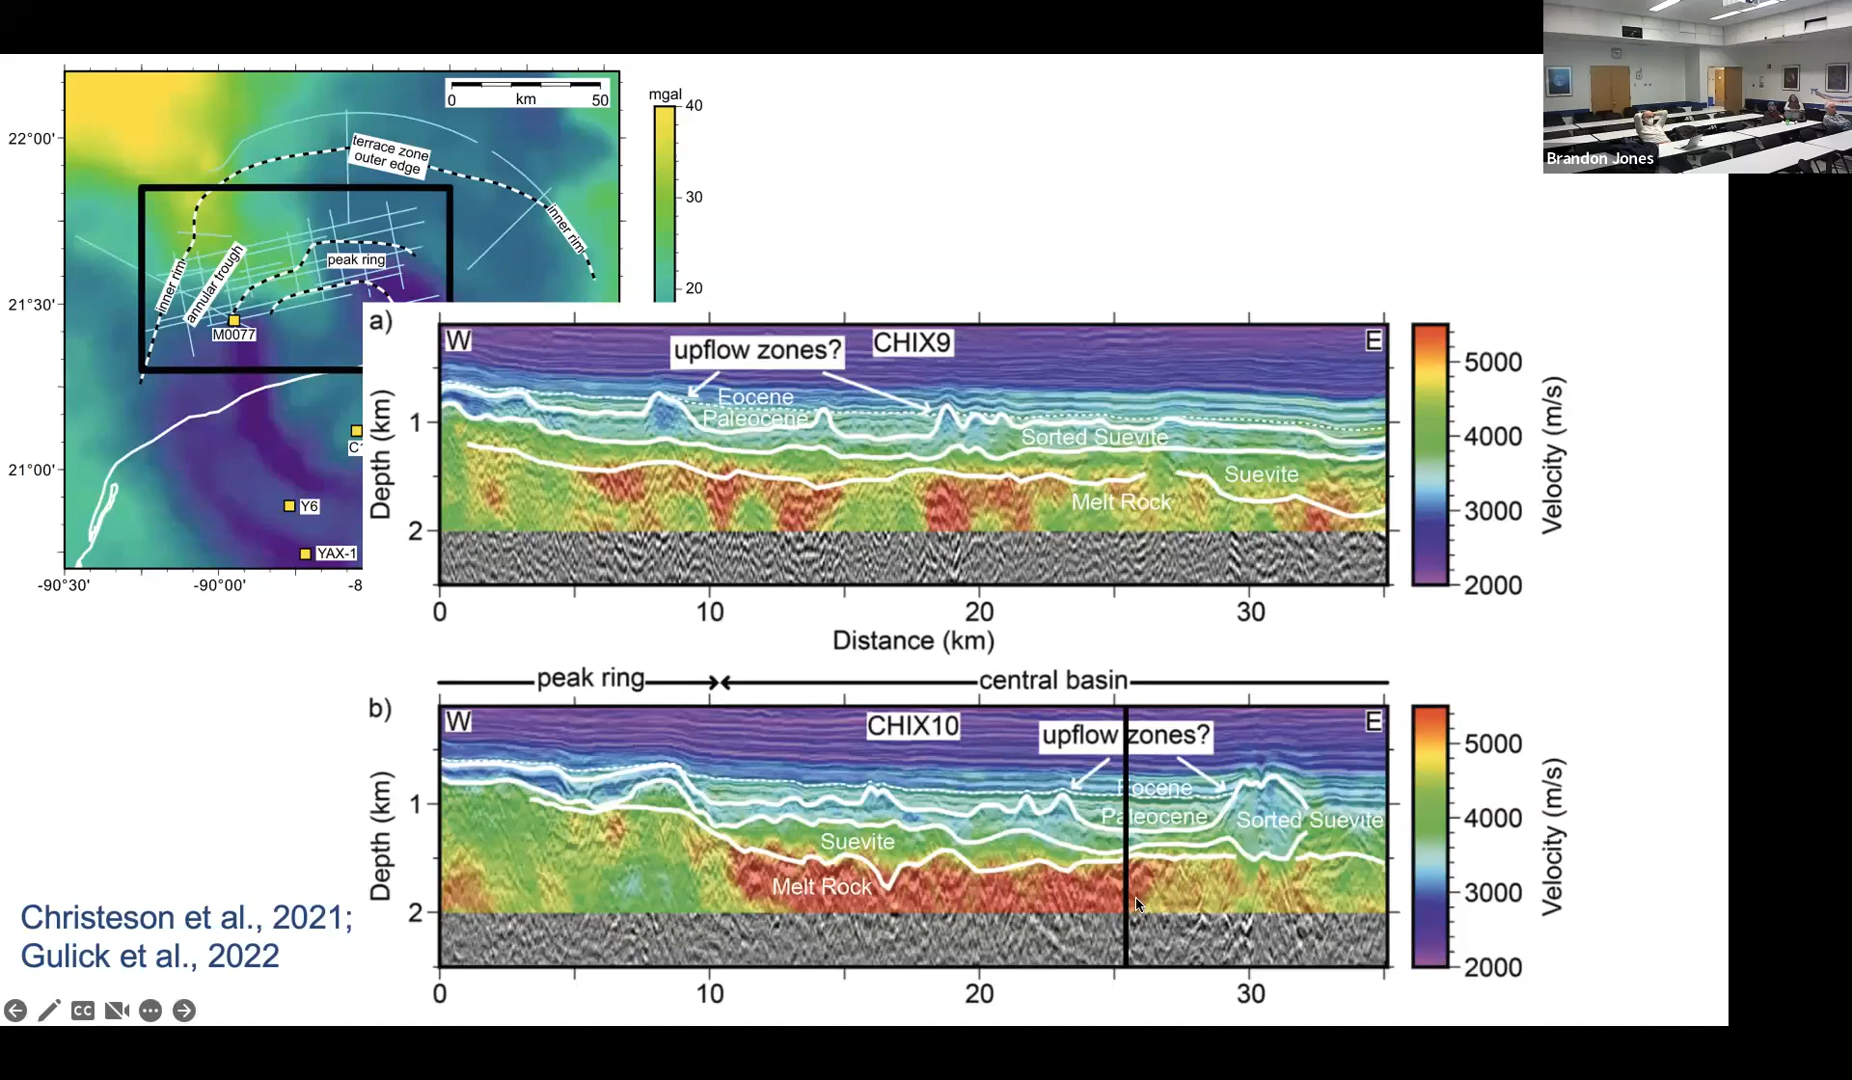 Brandon Jones
mgal
40
30
20
0 km 50
22°00'
21°30'
21°00'
-90°30'
-90°00'
-8
terrace zone
outer edge
inner rim
inner rim
annular trough
peak ring
M0077
C
Y6
YAX-1
a)
W
CHIX9
E
upflow zones?
Eocene
Paleocene
Sorted Suevite
Suevite
Melt Rock
Depth (km)
1
2
0
10
20
30
Distance (km)
5000
4000
3000
2000
Velocity (m/s)
peak ring
central basin
b)
W
CHIX10
E
upflow zones?
Eocene
Paleocene
Sorted Suevite
Suevite
Melt Rock
Depth (km)
1
2
0
10
20
30
5000
4000
3000
2000
Velocity (m/s)
Christeson et al., 2021;
Gulick et al., 2022
CC